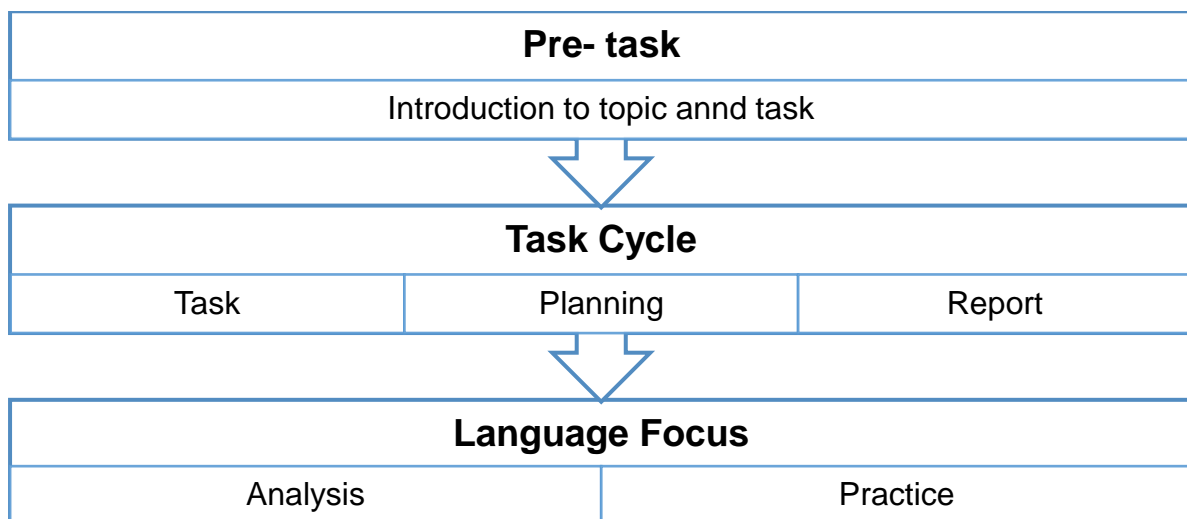 Pre- task
Introduction to topic annd task
Task Cycle
Task Planning Report
Language Focus
Analysis Practice